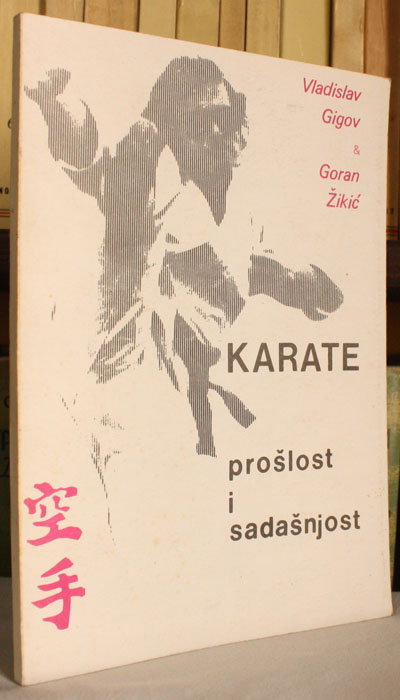 Vladislav
Gigov
&
Goran
Žikić
KARATE
prošlost
i
sadašnjost
空
手